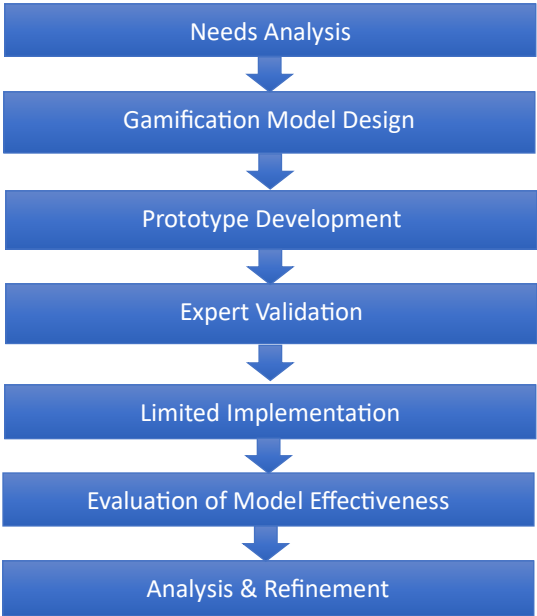 Needs Analysis
Gamification Model Design
Prototype Development
Expert Validation
Limited Implementation
Evaluation of Model Effectiveness
Analysis & Refinement